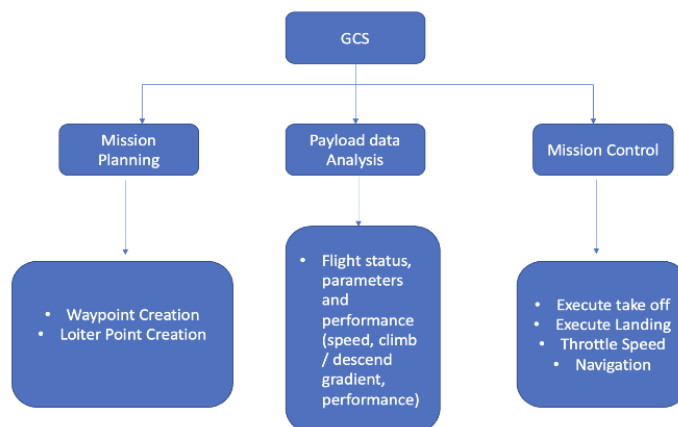 GCS
Mission
Planning
Payload data
Analysis
Mission Control
• Waypoint Creation
• Loiter Point Creation
• Flight status,
parameters
and
performance
(speed, climb
/ descend
gradient,
performance)
• Execute take off
• Execute Landing
• Throttle Speed
• Navigation